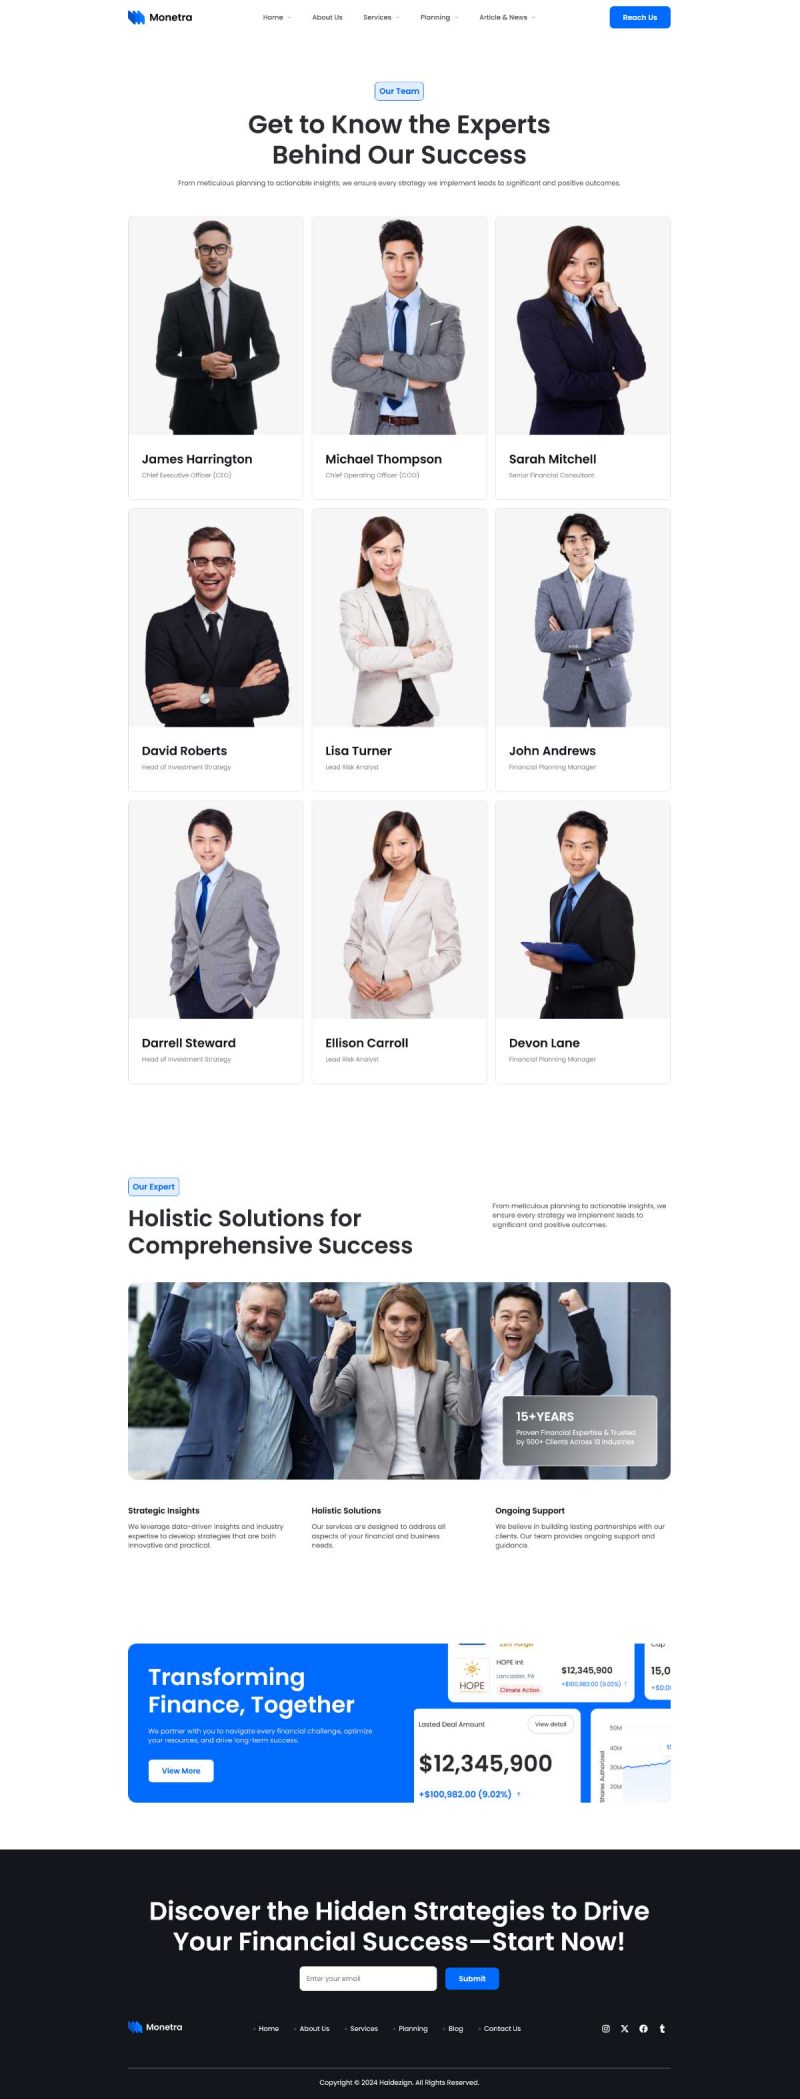 Monetra
Home
About Us
Services
Planning
Article & News
Reach Us
Our Team
Get to Know the Experts
Behind Our Success
From meticulous planning to actionable insights, we ensure every strategy we implement leads to significant and positive outcomes.
James Harrington
Chief Executive Officer (CEO)
Michael Thompson
Chief Operating Officer (COO)
Sarah Mitchell
Senior Financial Consultant
David Roberts
Head of Investment Strategy
Lisa Turner
Lead Risk Analyst
John Andrews
Financial Planning Manager
Darrell Steward
Head of Investment Strategy
Ellison Carroll
Lead Risk Analyst
Devon Lane
Financial Planning Manager
Our Expert
Holistic Solutions for
Comprehensive Success
From meticulous planning to actionable insights, we
ensure every strategy we implement leads to
significant and positive outcomes.
15+YEARS
Proven Financial Expertise & Trusted
by 500+ Clients Across 10 Industries
Strategic Insights
We leverage data-driven insights and industry
expertise to develop strategies that are both
innovative and practical.
Holistic Solutions
Our services are designed to address all
aspects of your financial and business
needs.
Ongoing Support
We believe in building lasting partnerships with our
clients. Our team provides ongoing support and
guidance.
Transforming
Finance, Together
We partner with you to navigate every financial challenge, optimize
your resources, and drive long-term success.
View More
Zero Hunger
HOPE
HOPE Int
Lancaster, PA
Climate Action
$12,345,900
+$100,982.00 (9.02%) ↑
Cap
15,0
+$0.0
Lasted Deal Amount
View detail
$12,345,900
+$100,982.00 (9.02%) ↑
Shares Authorized
50M
40M
30M
20M
Discover the Hidden Strategies to Drive
Your Financial Success—Start Now!
Enter your email
Submit
Monetra
Home
About Us
Services
Planning
Blog
Contact Us
Copyright © 2024 Haldezign. All Rights Reserved.